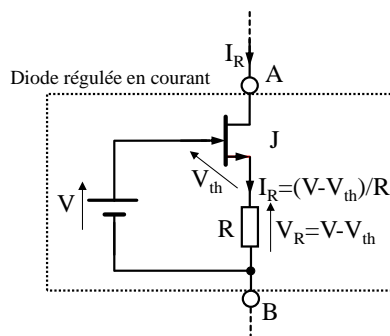 I_R
A
Diode régulée en courant
J
V_th
I_R=(V-V_th)/R
V
R
V_R=V-V_th
B